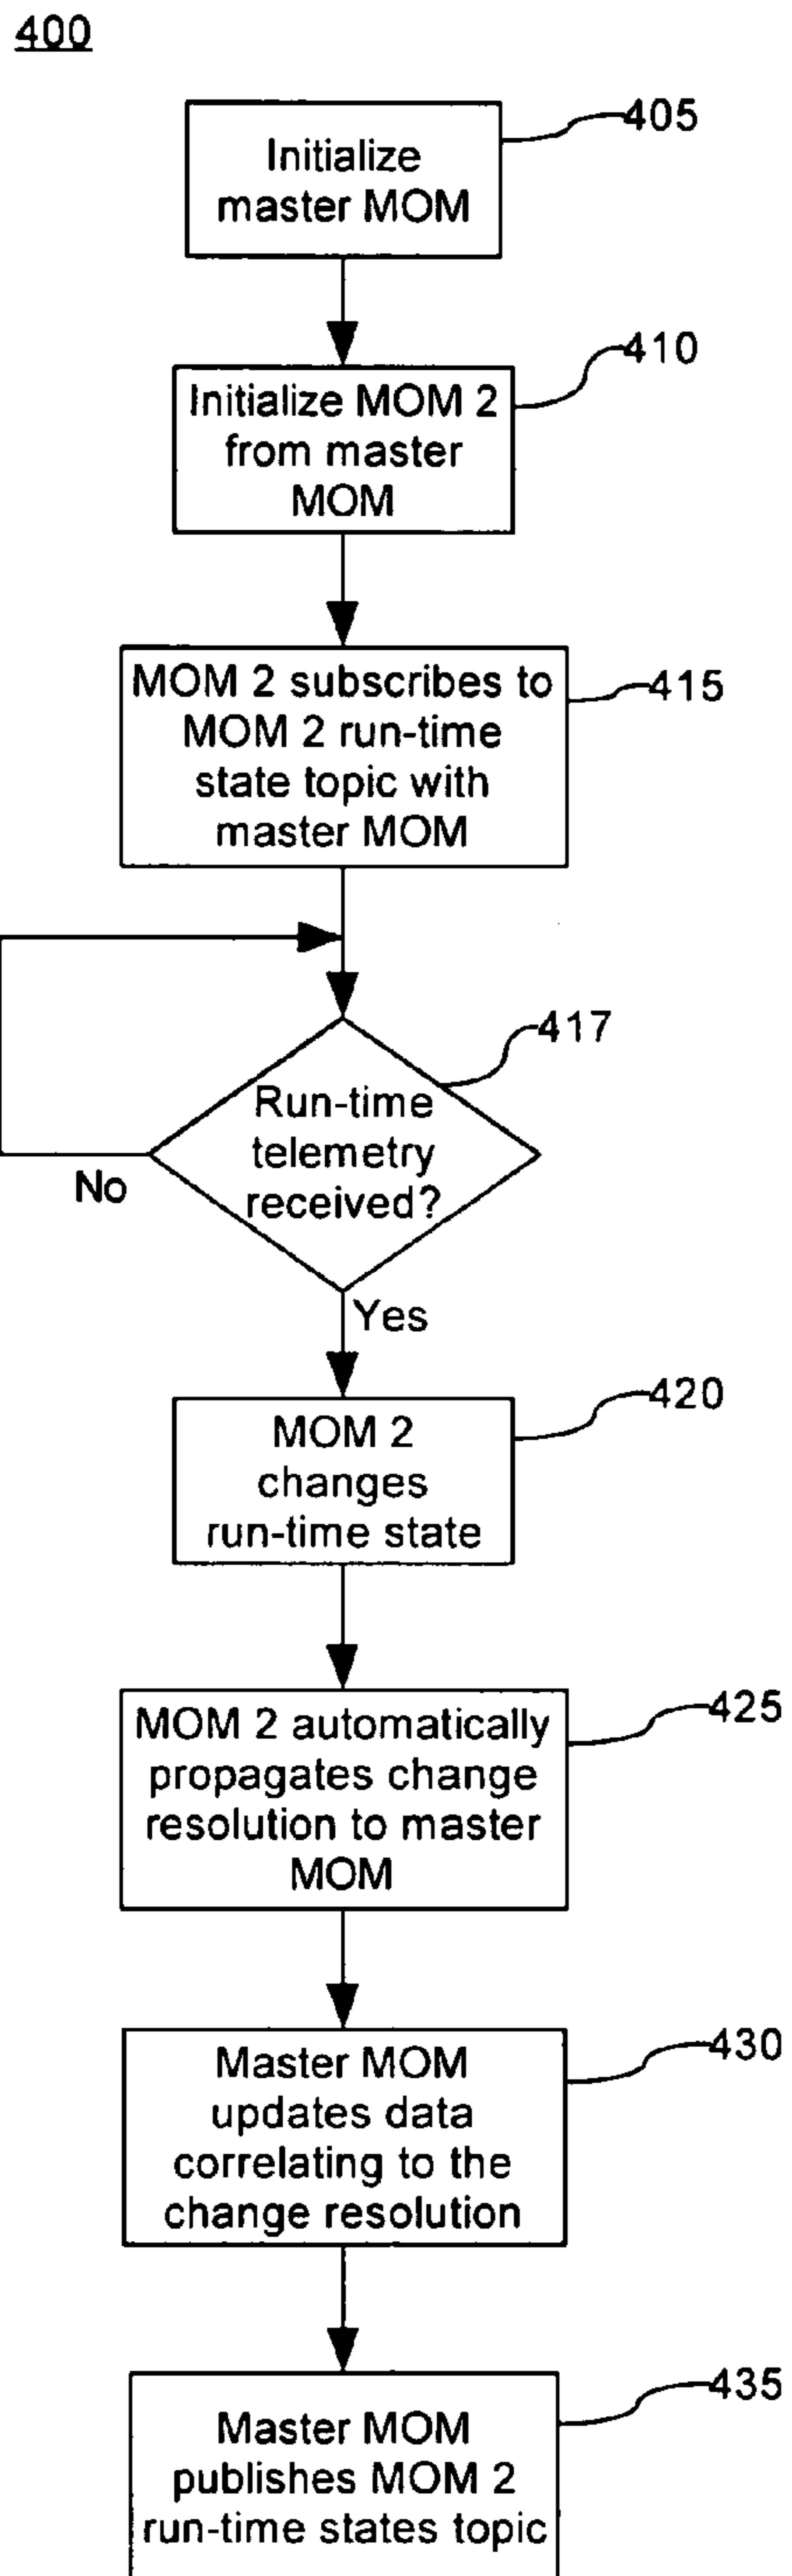 400
405
Initialize
master MOM
410
Initialize MOM 2
from master
MOM
415
MOM 2 subscribes to
MOM 2 run-time
state topic with
master MOM
417
Run-time
telemetry
received?
No
Yes
420
MOM 2
changes
run-time state
425
MOM 2 automatically
propagates change
resolution to master
MOM
430
Master MOM
updates data
correlating to the
change resolution
435
Master MOM
publishes MOM 2
run-time states topic